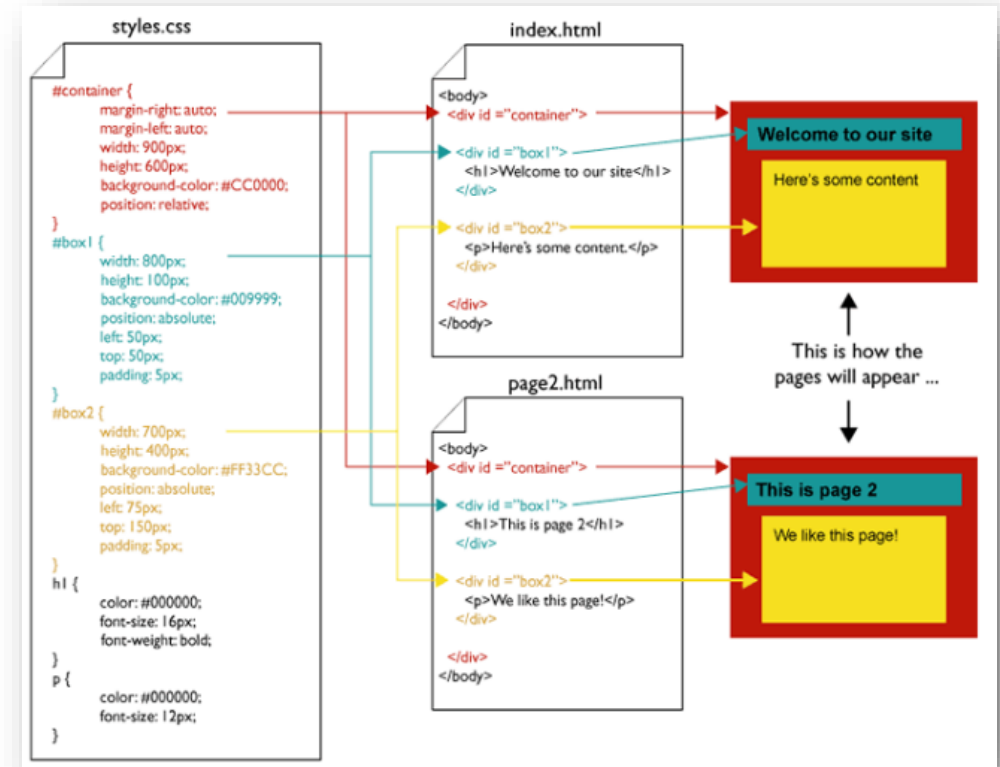 styles.css
#container {
margin-right: auto;
margin-left: auto;
width: 900px;
height: 600px;
background-color: #CC0000;
position: relative;
}
#box1 {
width: 800px;
height: 100px;
background-color: #009999;
position: absolute;
left: 50px;
top: 50px;
padding: 5px;
}
#box2 {
width: 700px;
height: 400px;
background-color: #FF33CC;
position: absolute;
left: 75px;
top: 150px;
padding: 5px;
}
h1 {
color: #000000;
font-size: 16px;
font-weight: bold;
}
p {
color: #000000;
font-size: 12px;
}
index.html
<body>
<div id ="container">
<div id ="box1">
<h1>Welcome to our site</h1>
</div>
<div id ="box2">
<p>Here's some content.</p>
</div>
</div>
</body>
page2.html
<body>
<div id ="container">
<div id ="box1">
<h1>This is page 2</h1>
</div>
<div id ="box2">
<p>We like this page!</p>
</div>
</div>
</body>
Welcome to our site
Here's some content
This is how the
pages will appear ...
This is page 2
We like this page!